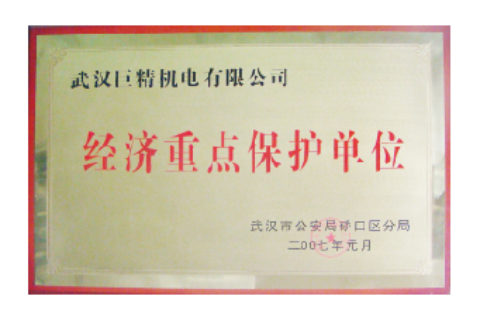 武汉巨精机电有限公司
经济重点保护单位
武汉市公安局硚口区分局
二00七年元月